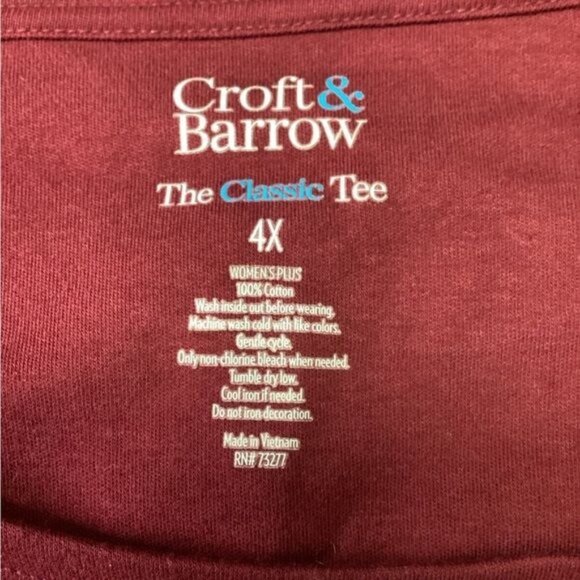 Croft&
Barrow
The Classic Tee
4X
WOMEN'S PLUS
100% Cotton
Wash inside out before wearing.
Machine wash cold with like colors.
Gentle cycle.
Only non-chlorine bleach when needed.
Tumble dry low.
Cool iron if needed.
Do not iron decoration.
Made in Vietnam
RN# 73277